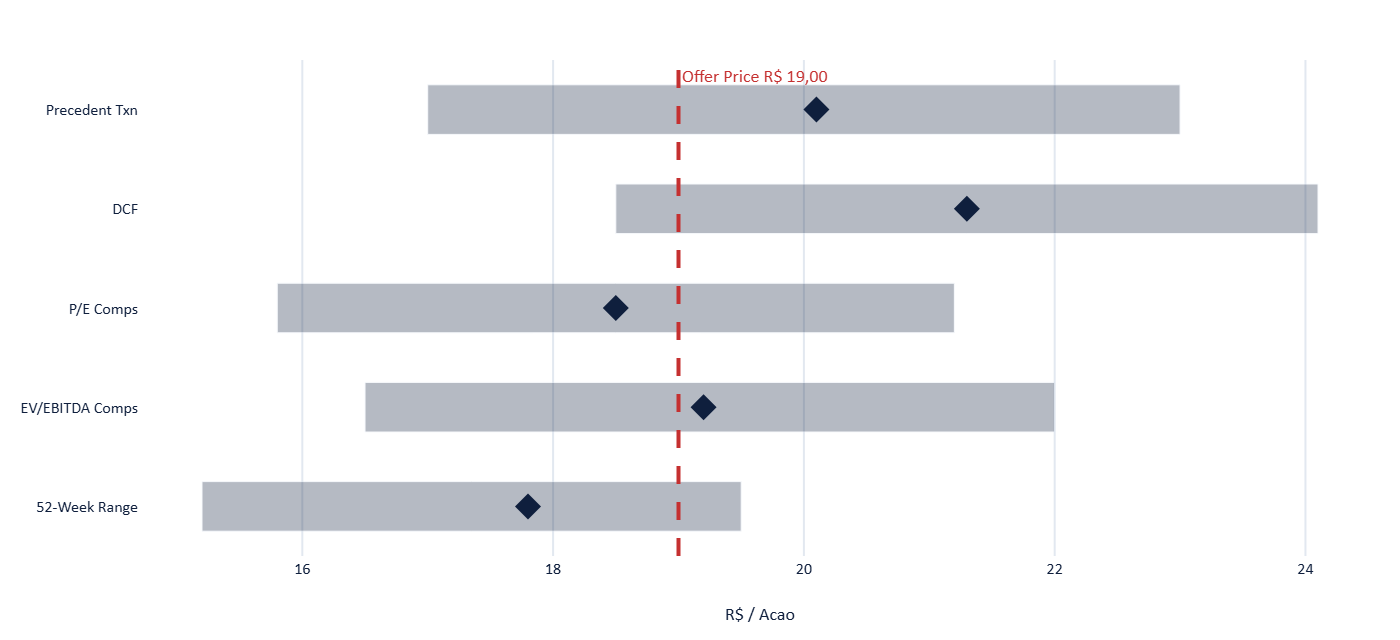 Offer Price R$ 19,00
Precedent Txn
DCF
P/E Comps
EV/EBITDA Comps
52-Week Range
16 18 20 22 24
R$ / Acao